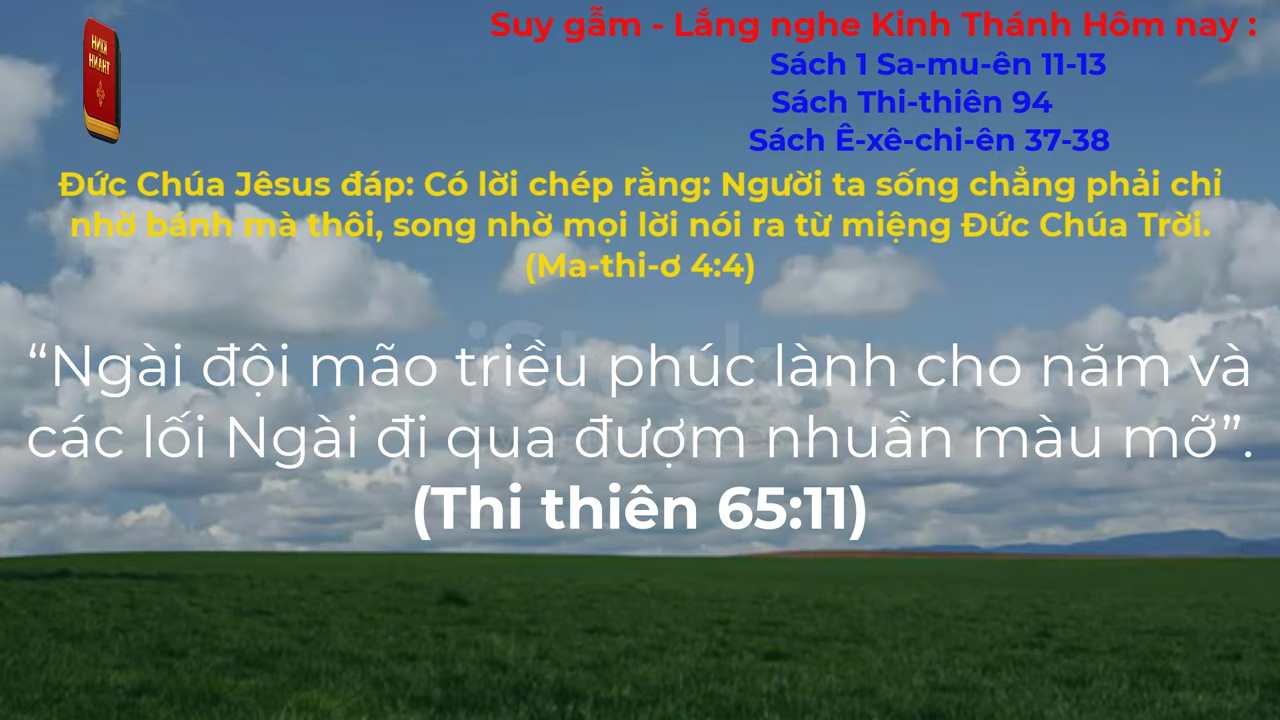 Suy gẫm - Lắng nghe Kinh Thánh Hôm nay :
Sách 1 Sa-mu-ên 11-13
Sách Thi-thiên 94
Sách Ê-xê-chi-ên 37-38
KINH
THÁNH
Đức Chúa Jêsus đáp: Có lời chép rằng: Người ta sống chẳng phải chỉ
nhờ bánh mà thôi, song nhờ mọi lời nói ra từ miệng Đức Chúa Trời.
(Ma-thi-ơ 4:4)
iStock
“Ngài đội mão triều phúc lành cho năm và
các lối Ngài đi qua đượm nhuần màu mỡ”.
(Thi thiên 65:11)